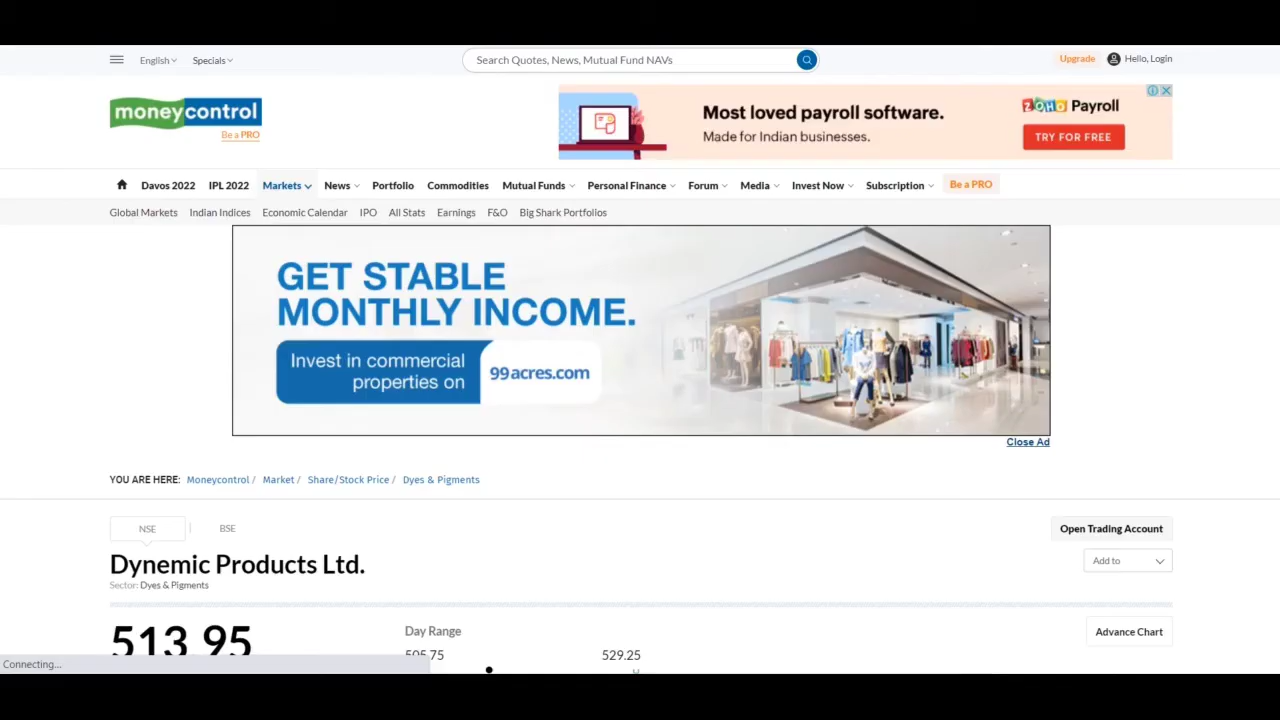 English
Specials
Search Quotes, News, Mutual Fund NAVs
Upgrade
Hello, Login
moneycontrol
Be a PRO
Most loved payroll software.
Made for Indian businesses.
ZOHO Payroll
TRY FOR FREE
Davos 2022 IPL 2022 Markets News Portfolio Commodities Mutual Funds Personal Finance Forum Media Invest Now Subscription Be a PRO
Global Markets Indian Indices Economic Calendar IPO All Stats Earnings F&O Big Shark Portfolios
GET STABLE
MONTHLY INCOME.
Invest in commercial
properties on
99acres.com
Close Ad
YOU ARE HERE: Moneycontrol / Market / Share/Stock Price / Dyes & Pigments
NSE | BSE
Open Trading Account
Dynemic Products Ltd.
Add to
Sector: Dyes & Pigments
513.95
Day Range
Advance Chart
505.75 529.25
Connecting...